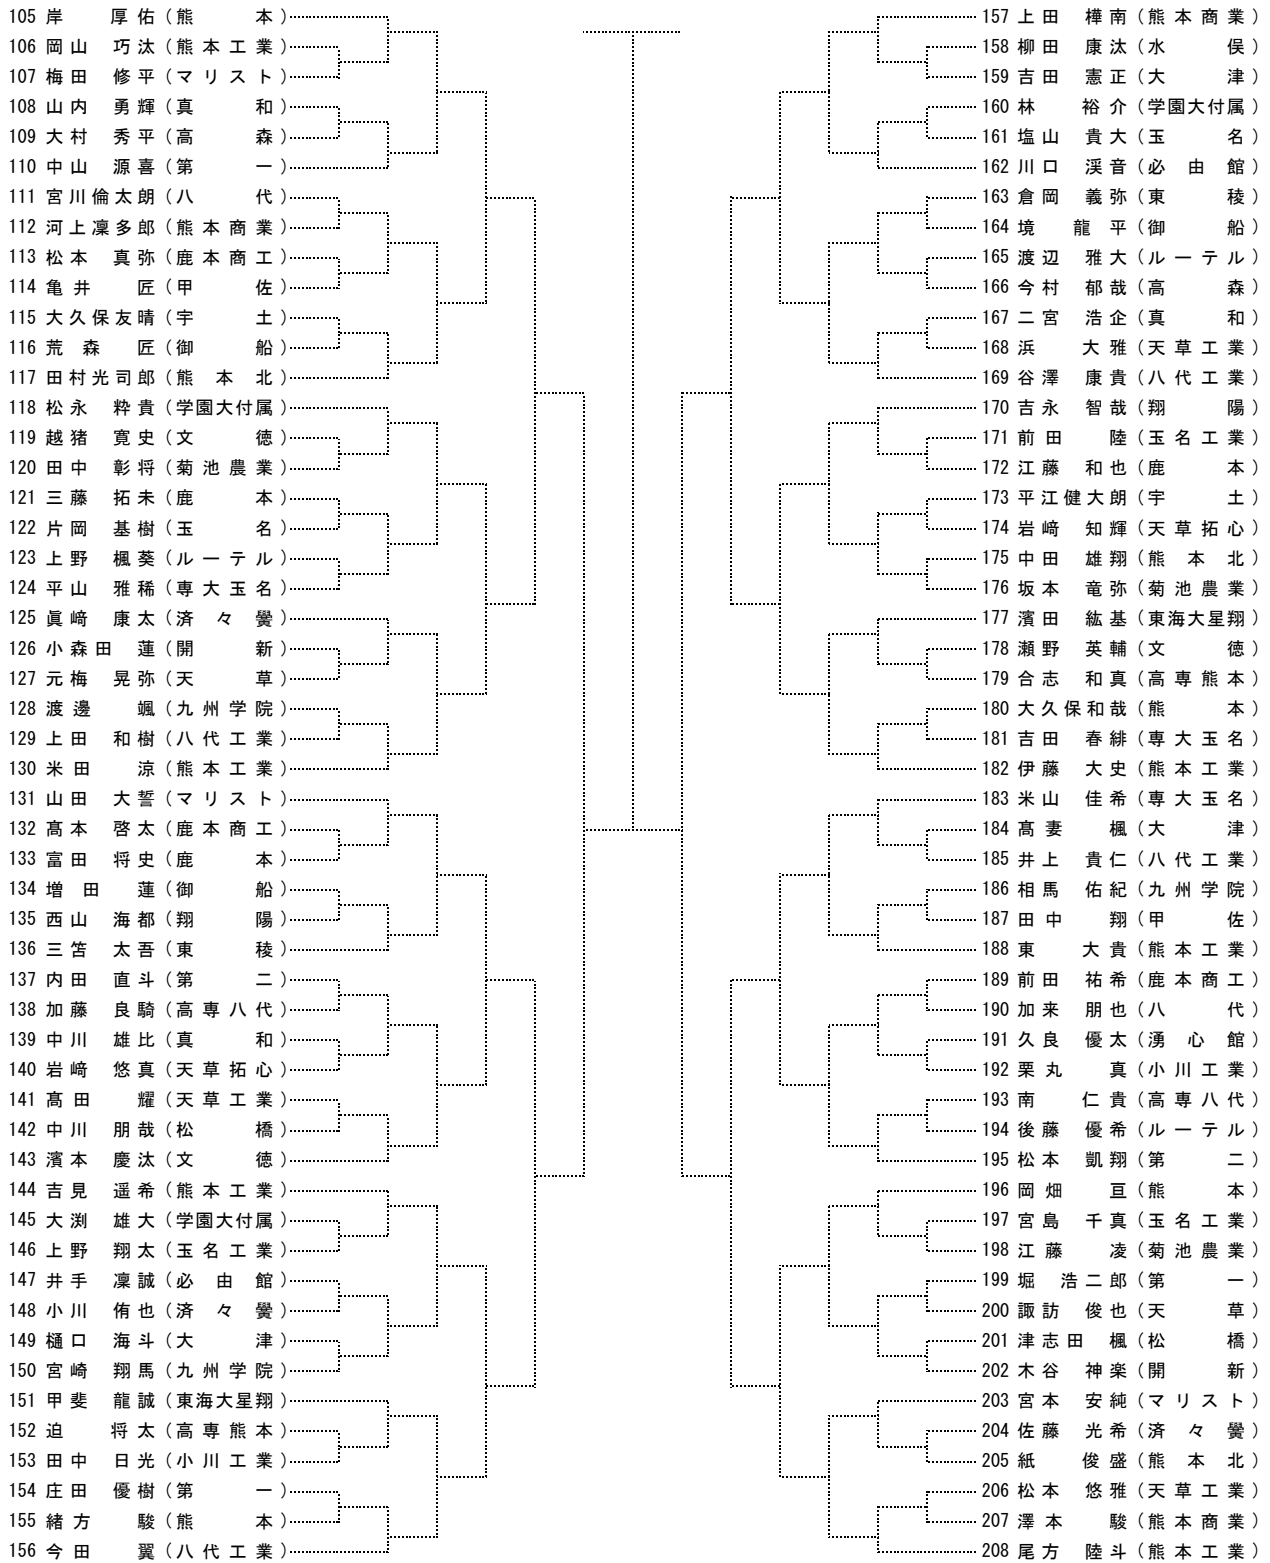 105 岸 厚佑（熊本）
106 岡山 巧汰（熊本工業）
107 梅田 修平（マリスト）
108 山内 勇輝（真和）
109 大村 秀平（高森）
110 中山 源喜（第一）
111 宮川倫太朗（八代）
112 河上凜多郎（熊本商業）
113 松本 真弥（鹿本商工）
114 亀井 匠（甲佐）
115 大久保友晴（宇土）
116 荒森 匠（御船）
117 田村光司郎（熊本北）
118 松永 粋貴（学園大付属）
119 越猪 寛史（文徳）
120 田中 彰将（菊池農業）
121 三藤 拓未（鹿本）
122 片岡 基樹（玉名）
123 上野 楓葵（ルーテル）
124 平山 雅稀（専大玉名）
125 眞﨑 康太（済々黌）
126 小森田 蓮（開新）
127 元梅 晃弥（天草）
128 渡邊 颯（九州学院）
129 上田 和樹（八代工業）
130 米田 涼（熊本工業）
131 山田 大誓（マリスト）
132 髙本 啓太（鹿本商工）
133 富田 将史（鹿本）
134 増田 蓮（御船）
135 西山 海都（翔陽）
136 三笘 太吾（東稜）
137 内田 直斗（第二）
138 加藤 良騎（高専八代）
139 中川 雄比（真和）
140 岩﨑 悠真（天草拓心）
141 髙田 耀（天草工業）
142 中川 朋哉（松橋）
143 濱本 慶汰（文徳）
144 吉見 遥希（熊本工業）
145 大渕 雄大（学園大付属）
146 上野 翔太（玉名工業）
147 井手 凜誠（必由館）
148 小川 侑也（済々黌）
149 樋口 海斗（大津）
150 宮崎 翔馬（九州学院）
151 甲斐 龍誠（東海大星翔）
152 迫 将太（高専熊本）
153 田中 日光（小川工業）
154 庄田 優樹（第一）
155 緒方 駿（熊本）
156 今田 翼（八代工業）
157 上田 樺南（熊本商業）
158 柳田 康汰（水俣）
159 吉田 憲正（大津）
160 林 裕介（学園大付属）
161 塩山 貴大（玉名）
162 川口 渓音（必由館）
163 倉岡 義弥（東稜）
164 境 龍平（御船）
165 渡辺 雅大（ルーテル）
166 今村 郁哉（高森）
167 二宮 浩企（真和）
168 浜 大雅（天草工業）
169 谷澤 康貴（八代工業）
170 吉永 智哉（翔陽）
171 前田 陸（玉名工業）
172 江藤 和也（鹿本）
173 平江健大朗（宇土）
174 岩﨑 知輝（天草拓心）
175 中田 雄翔（熊本北）
176 坂本 竜弥（菊池農業）
177 濱田 紘基（東海大星翔）
178 瀬野 英輔（文徳）
179 合志 和真（高専熊本）
180 大久保和哉（熊本）
181 吉田 春緋（専大玉名）
182 伊藤 大史（熊本工業）
183 米山 佳希（専大玉名）
184 髙妻 楓（大津）
185 井上 貴仁（八代工業）
186 相馬 佑紀（九州学院）
187 田中 翔（甲佐）
188 東 大貴（熊本工業）
189 前田 祐希（鹿本商工）
190 加来 朋也（八代）
191 久良 優太（湧心館）
192 栗丸 真（小川工業）
193 南 仁貴（高専八代）
194 後藤 優希（ルーテル）
195 松本 凱翔（第二）
196 岡畑 亘（熊本）
197 宮島 千真（玉名工業）
198 江藤 凌（菊池農業）
199 堀 浩二郎（第一）
200 諏訪 俊也（天草）
201 津志田 楓（松橋）
202 木谷 神楽（開新）
203 宮本 安純（マリスト）
204 佐藤 光希（済々黌）
205 紙 俊盛（熊本北）
206 松本 悠雅（天草工業）
207 澤本 駿（熊本商業）
208 尾方 陸斗（熊本工業）